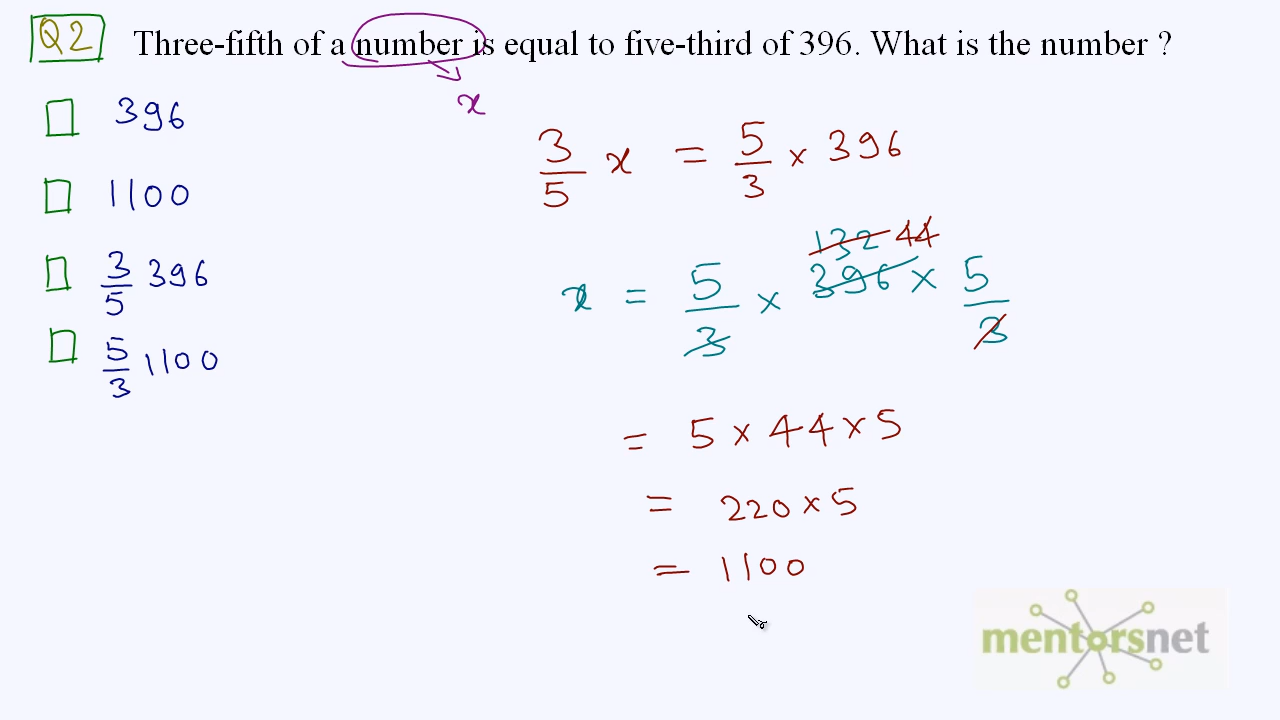 Q2 Three-fifth of a number is equal to five-third of 396. What is the number ?
x
396
1100
3/5 396
5/3 1100
3/5 x = 5/3 × 396
132 44
x = 5/3 × 396 × 5/3
= 5 × 44 × 5
= 220 × 5
= 1100
mentorsnet